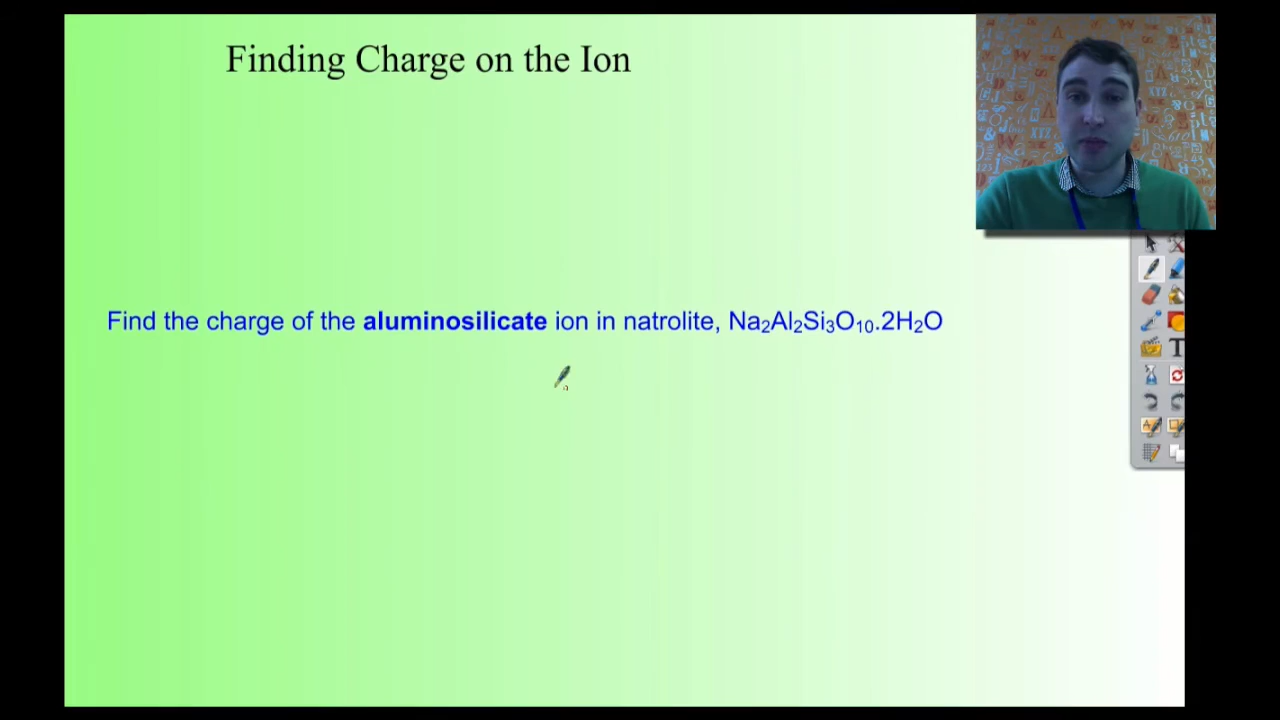 Finding Charge on the Ion
Find the charge of the aluminosilicate ion in natrolite, Na₂Al₂Si₃O₁₀.2H₂O